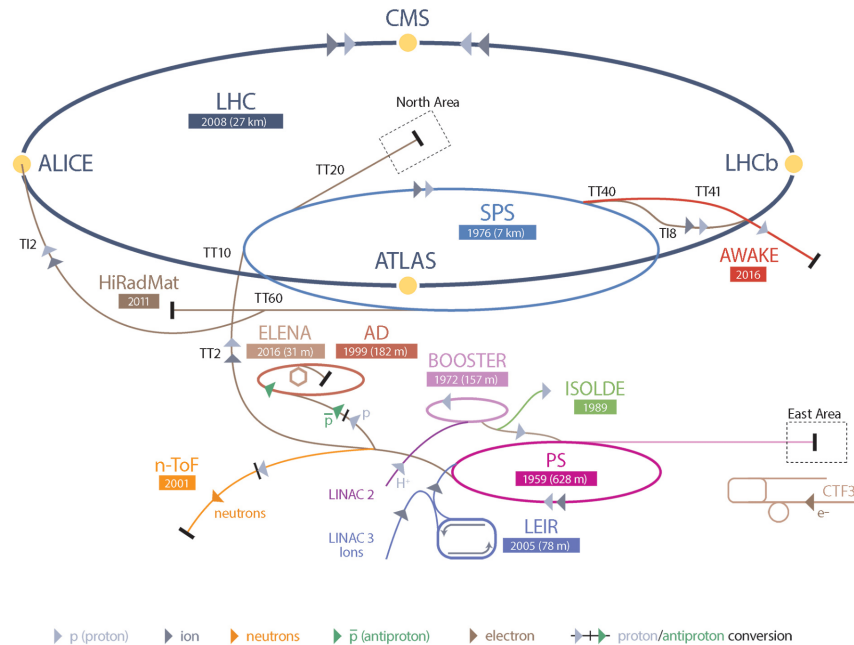 CMS
LHC
2008 (27 km)
North Area
ALICE
TT20
LHCb
TT40
TT41
SPS
1976 (7 km)
TI8
TI2
TT10
ATLAS
AWAKE
2016
HiRadMat
2011
TT60
ELENA
2016 (31 m)
AD
1999 (182 m)
TT2
BOOSTER
1972 (157 m)
ISOLDE
1989
p̅
p
East Area
n-ToF
2001
PS
1959 (628 m)
LINAC 2
H⁺
CTF3
neutrons
e-
LINAC 3
Ions
LEIR
2005 (78 m)
p (proton)
ion
neutrons
p̅ (antiproton)
electron
proton/antiproton conversion